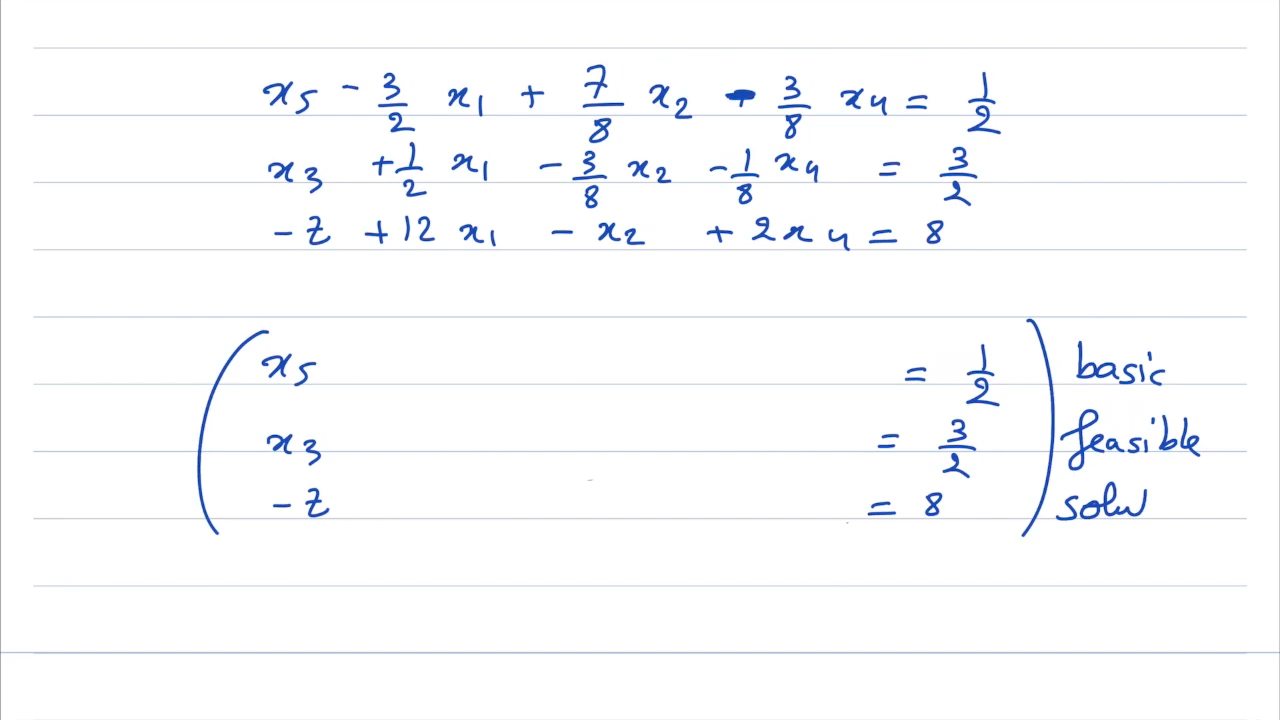 x₅ - 3/2 x₁ + 7/8 x₂ - 3/8 x₄ = 1/2
x₃ + 1/2 x₁ - 3/8 x₂ - 1/8 x₄ = 3/2
-z + 12 x₁ - x₂ + 2x₄ = 8
( x₅ = 1/2 ) basic
x₃ = 3/2 feasible
-z = 8 soln